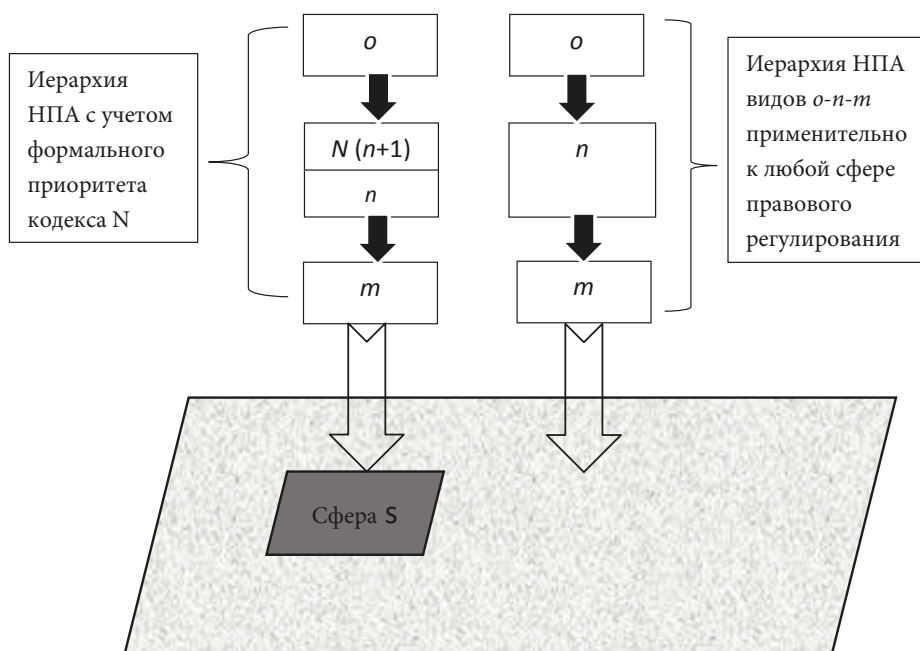 Иерархия
НПА с учетом
формального
приоритета
кодекса N
o
N (n+1)
n
m
o
n
m
Иерархия НПА
видов o-n-m
применительно
к любой сфере
правового
регулирования
Сфера S